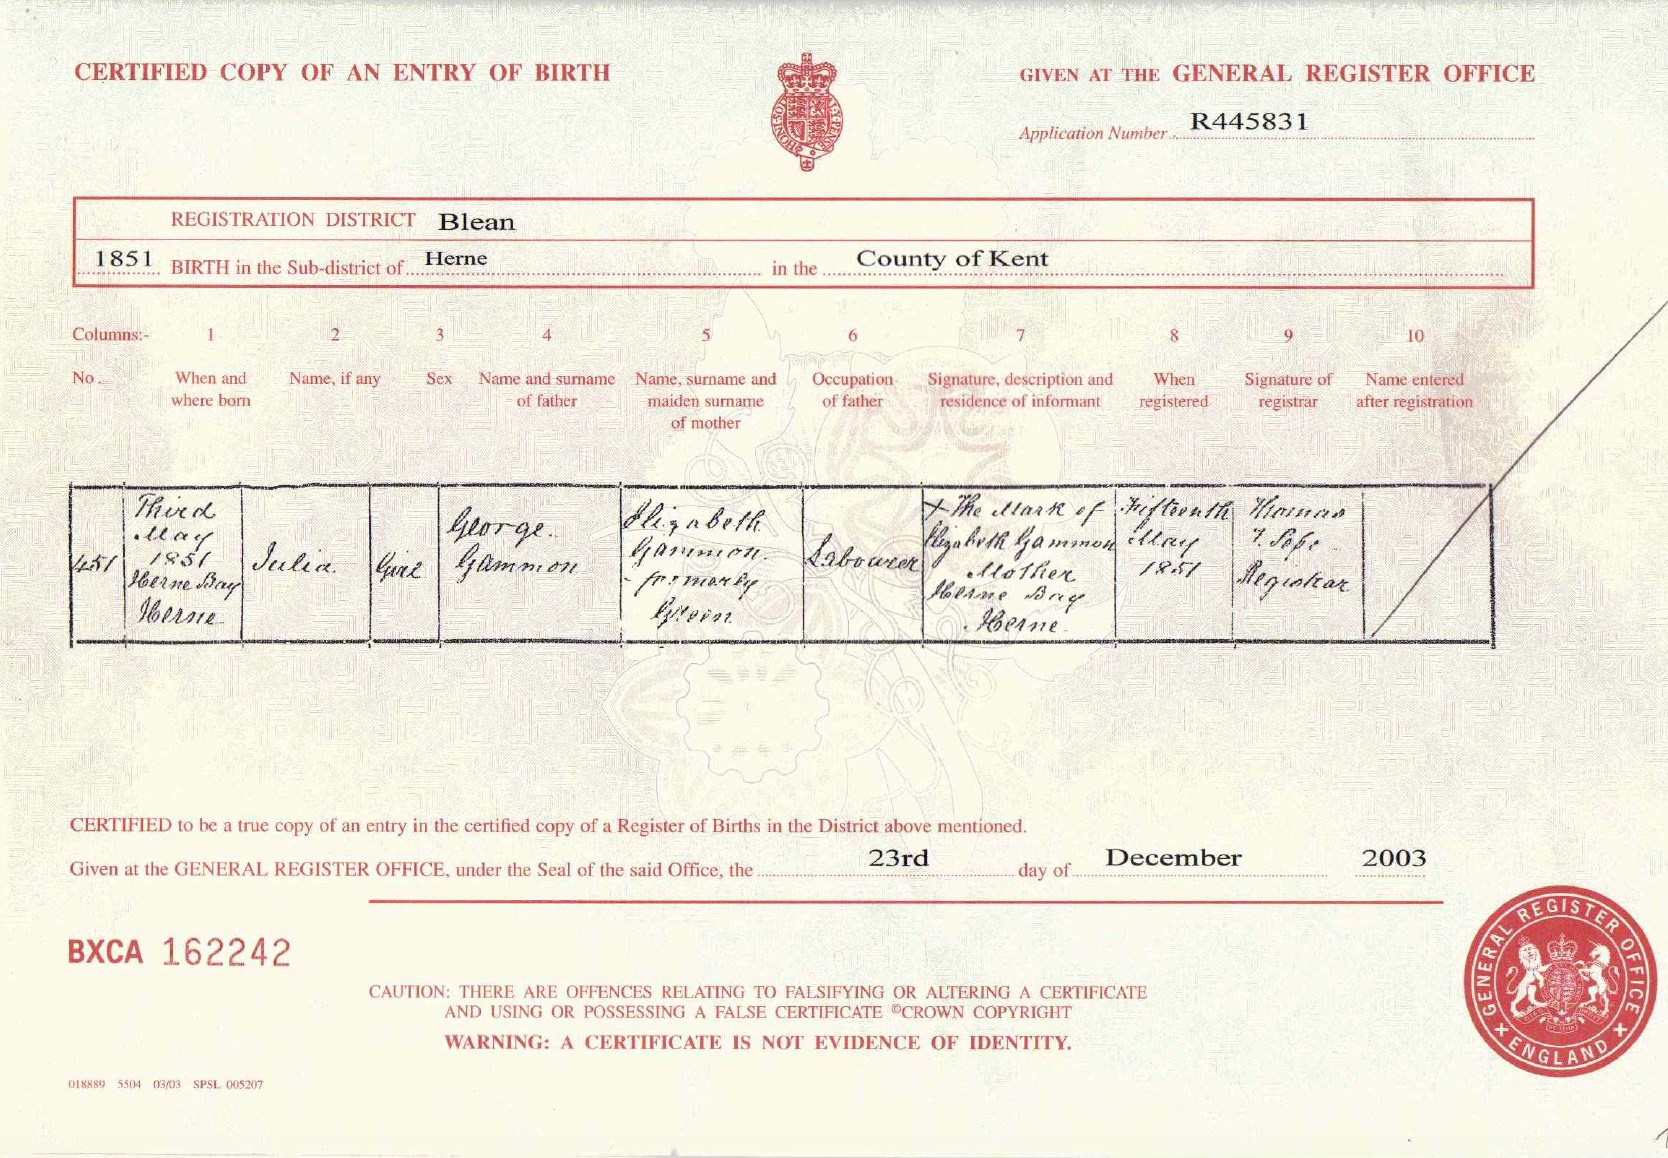 CERTIFIED COPY OF AN ENTRY OF BIRTH
GIVEN AT THE GENERAL REGISTER OFFICE
Application Number R445831
REGISTRATION DISTRICT Blean
1851 BIRTH in the Sub-district of Herne in the County of Kent
Columns:- 1 2 3 4 5 6 7 8 9 10
No. When and where born
Name, if any
Sex
Name and surname of father
Name, surname and maiden surname of mother
Occupation of father
Signature, description and residence of informant
When registered
Signature of registrar
Name entered after registration
451
Third
May
1851
Herne Bay
Herne
Julia
Girl
George
Gammon
Elizabeth
Gammon
formerly
Green
Labourer
X The Mark of
Elizabeth Gammon
Mother
Herne Bay
Herne
Fifteenth
May
1851
Thomas
Pope
Registrar
CERTIFIED to be a true copy of an entry in the certified copy of a Register of Births in the District above mentioned.
Given at the GENERAL REGISTER OFFICE, under the Seal of the said Office, the 23rd day of December 2003
BXCA 162242
CAUTION: THERE ARE OFFENCES RELATING TO FALSIFYING OR ALTERING A CERTIFICATE
AND USING OR POSSESSING A FALSE CERTIFICATE ©CROWN COPYRIGHT
WARNING: A CERTIFICATE IS NOT EVIDENCE OF IDENTITY.
GENERAL REGISTER OFFICE
ENGLAND
018889 5504 03/03 SPSL 005207